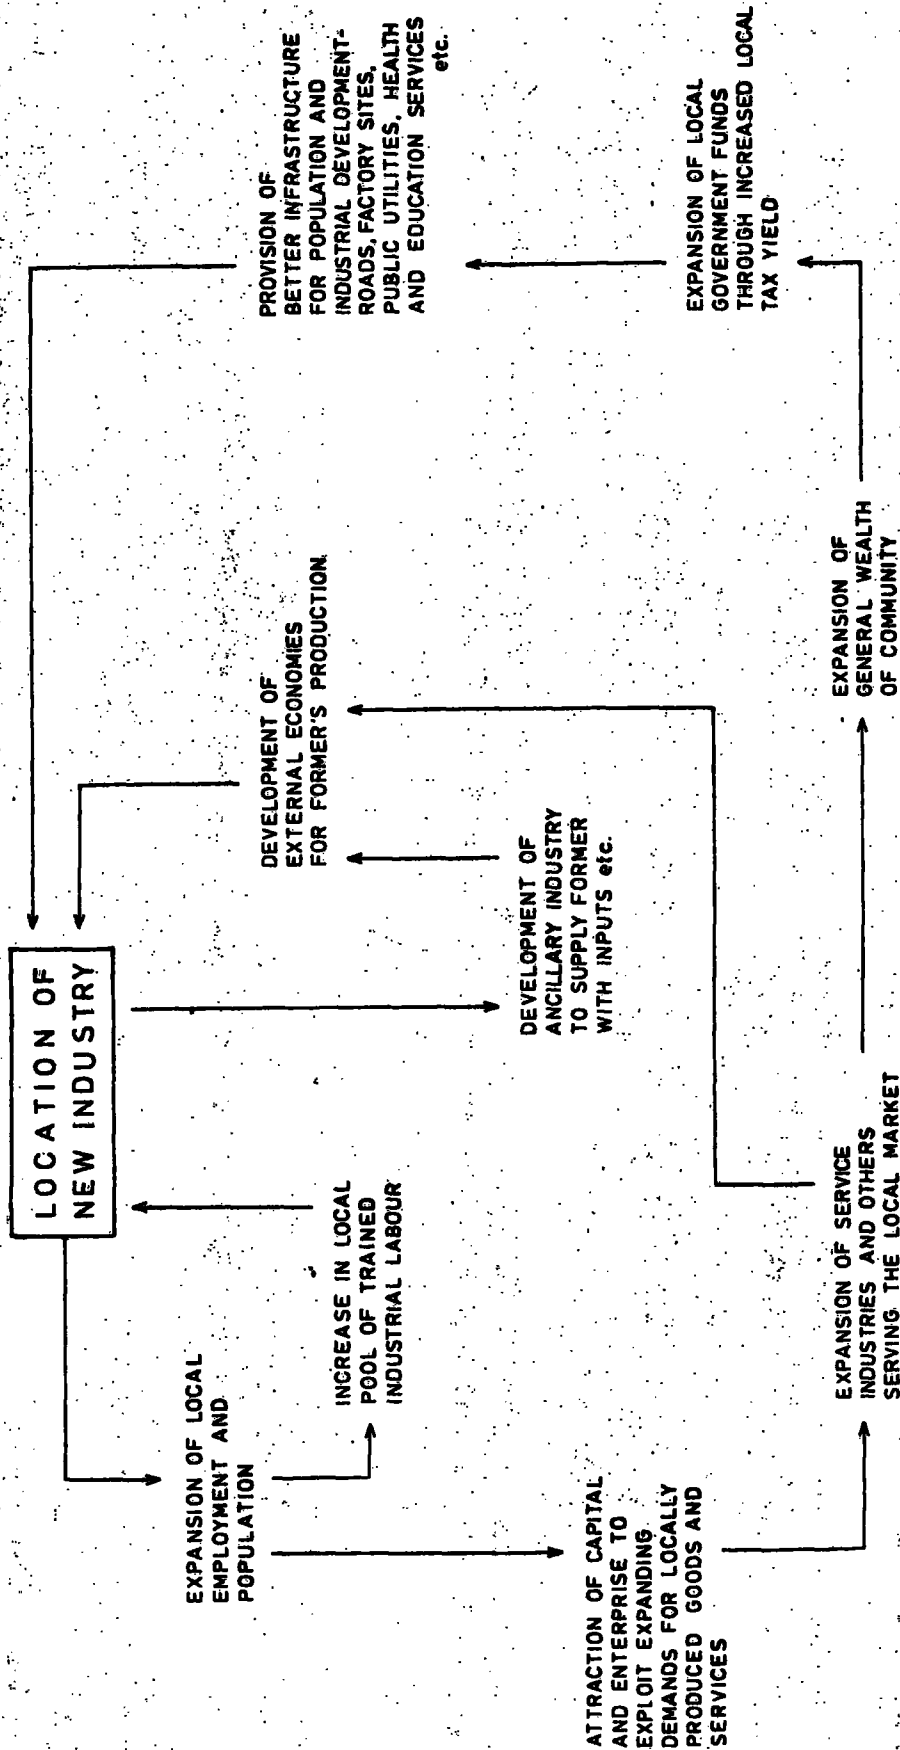 LOCATION OF
NEW INDUSTRY
EXPANSION OF LOCAL
EMPLOYMENT AND
POPULATION
INCREASE IN LOCAL
POOL OF TRAINED
INDUSTRIAL LABOUR
DEVELOPMENT OF
EXTERNAL ECONOMIES
FOR FORMER'S PRODUCTION
PROVISION OF
BETTER INFRASTRUCTURE
FOR POPULATION AND
INDUSTRIAL DEVELOPMENT-
ROADS, FACTORY SITES,
PUBLIC UTILITIES, HEALTH
AND EDUCATION SERVICES
etc.
DEVELOPMENT OF
ANCILLARY INDUSTRY
TO SUPPLY FORMER
WITH INPUTS etc.
ATTRACTION OF CAPITAL
AND ENTERPRISE TO
EXPLOIT EXPANDING
DEMANDS FOR LOCALLY
PRODUCED GOODS AND
SERVICES
EXPANSION OF LOCAL
GOVERNMENT FUNDS
THROUGH INCREASED LOCAL
TAX YIELD
EXPANSION OF SERVICE
INDUSTRIES AND OTHERS
SERVING THE LOCAL MARKET
EXPANSION OF
GENERAL WEALTH
OF COMMUNITY